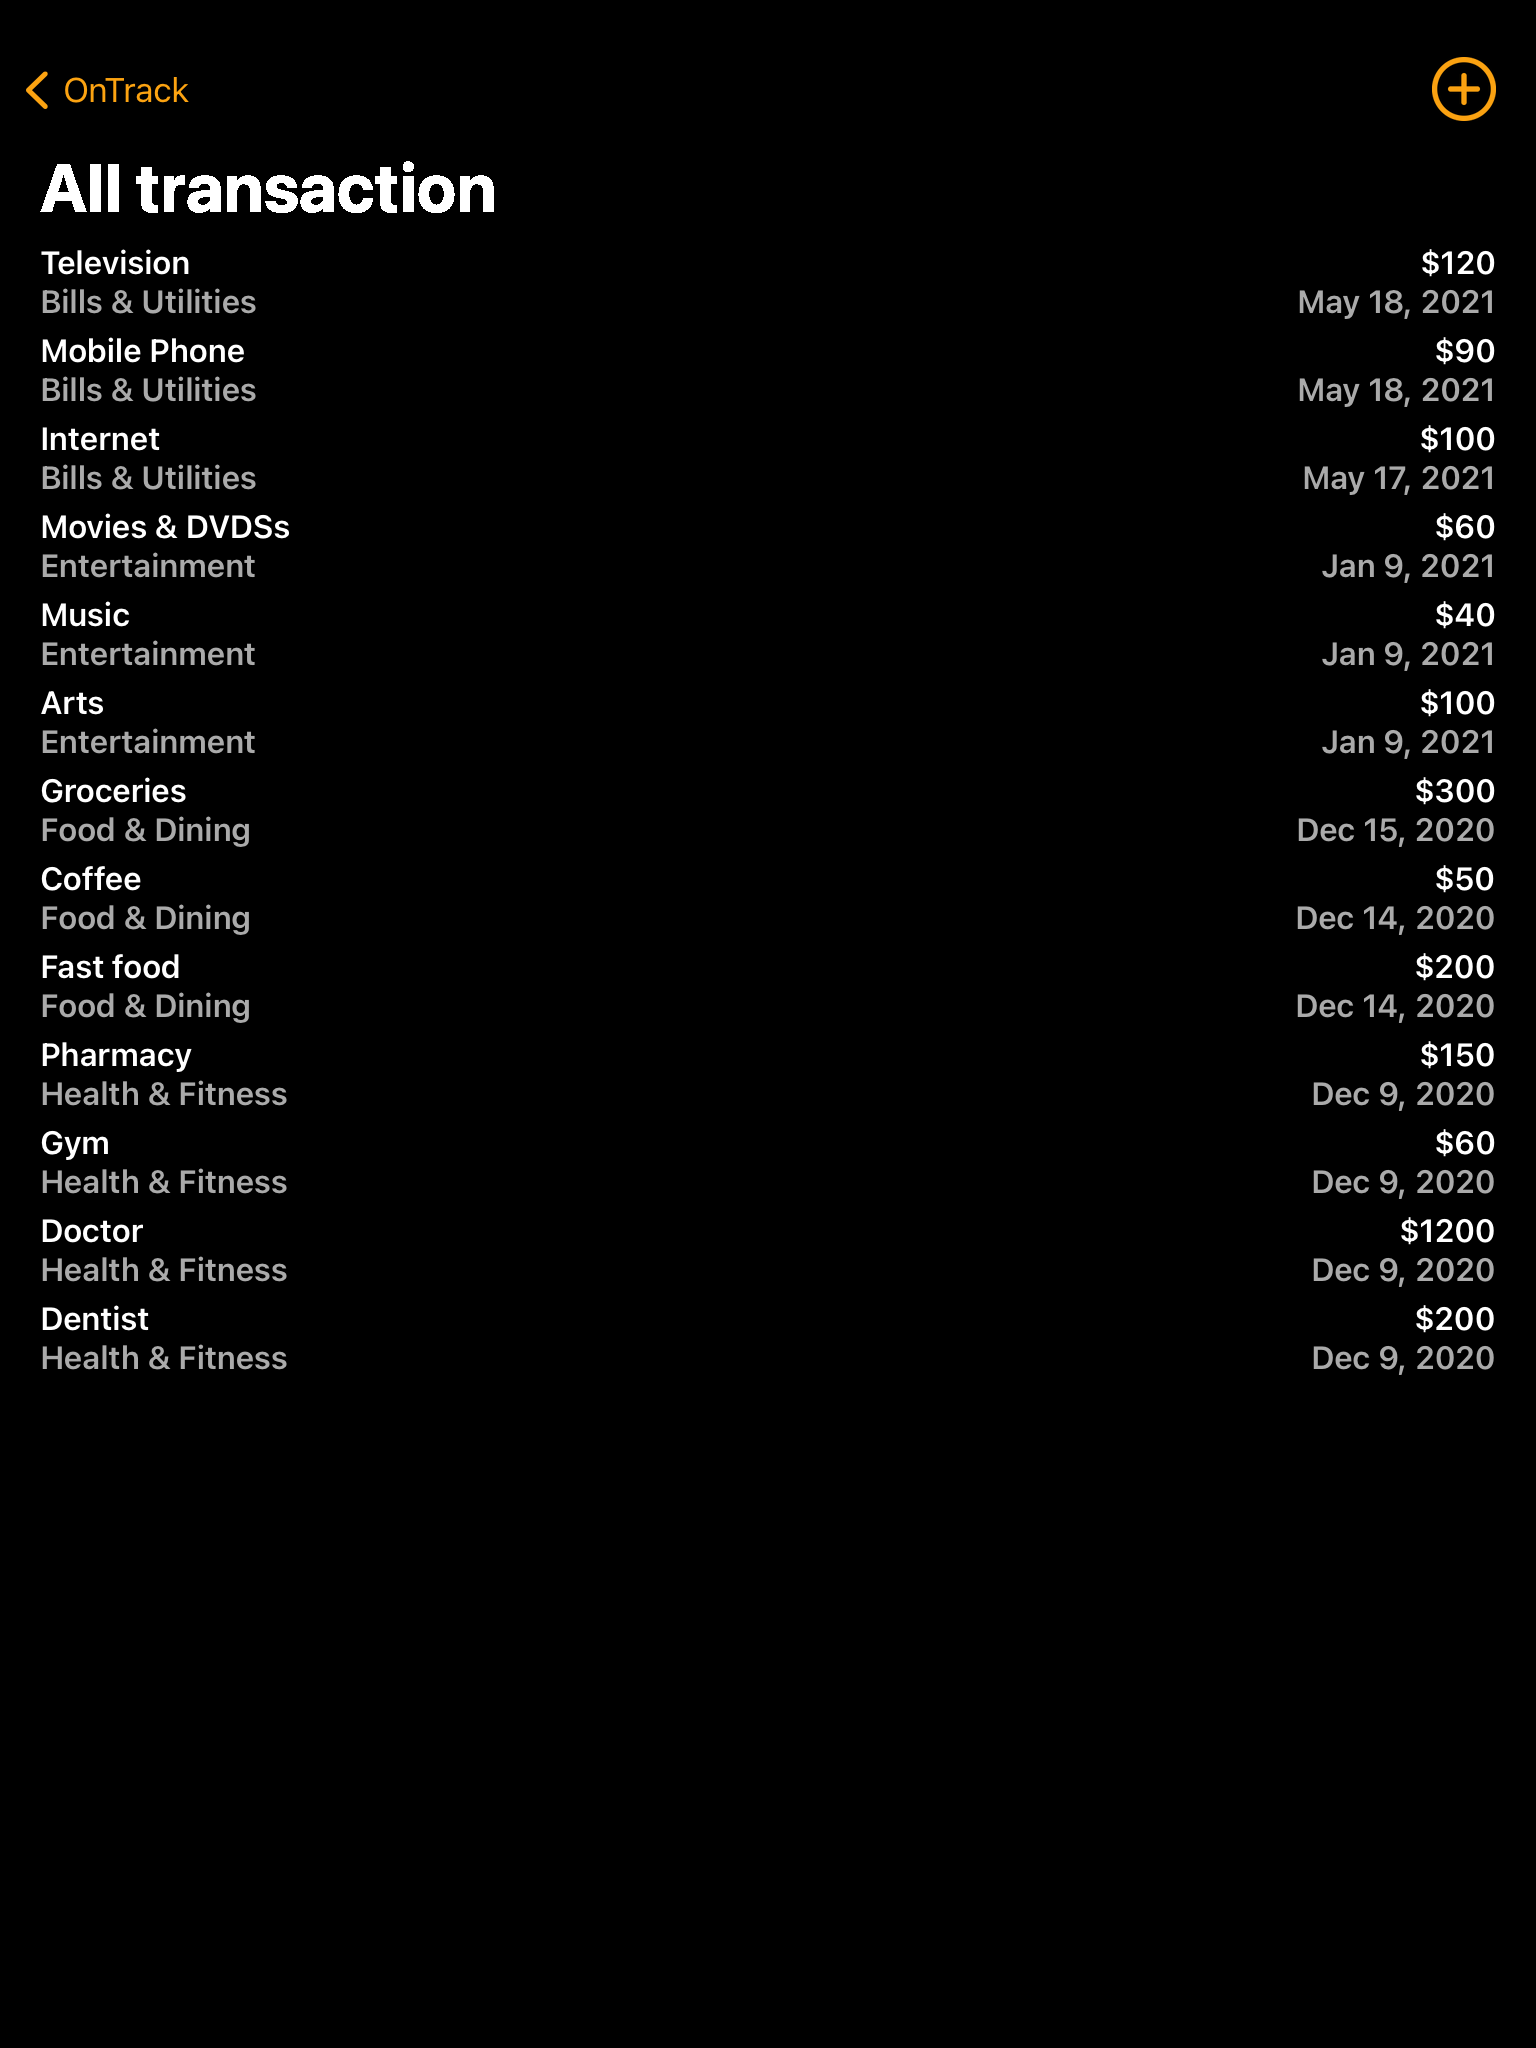 OnTrack
All transaction
Television $120
Bills & Utilities May 18, 2021
Mobile Phone $90
Bills & Utilities May 18, 2021
Internet $100
Bills & Utilities May 17, 2021
Movies & DVDSs $60
Entertainment Jan 9, 2021
Music $40
Entertainment Jan 9, 2021
Arts $100
Entertainment Jan 9, 2021
Groceries $300
Food & Dining Dec 15, 2020
Coffee $50
Food & Dining Dec 14, 2020
Fast food $200
Food & Dining Dec 14, 2020
Pharmacy $150
Health & Fitness Dec 9, 2020
Gym $60
Health & Fitness Dec 9, 2020
Doctor $1200
Health & Fitness Dec 9, 2020
Dentist $200
Health & Fitness Dec 9, 2020